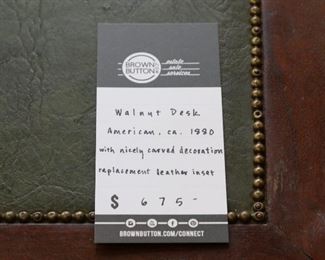 BROWN BUTTON
estate
sale
services
Walnut Desk
American, ca. 1880
with nicely carved decoration
replacement leather inset
$ 675-
BROWNBUTTON.COM/CONNECT